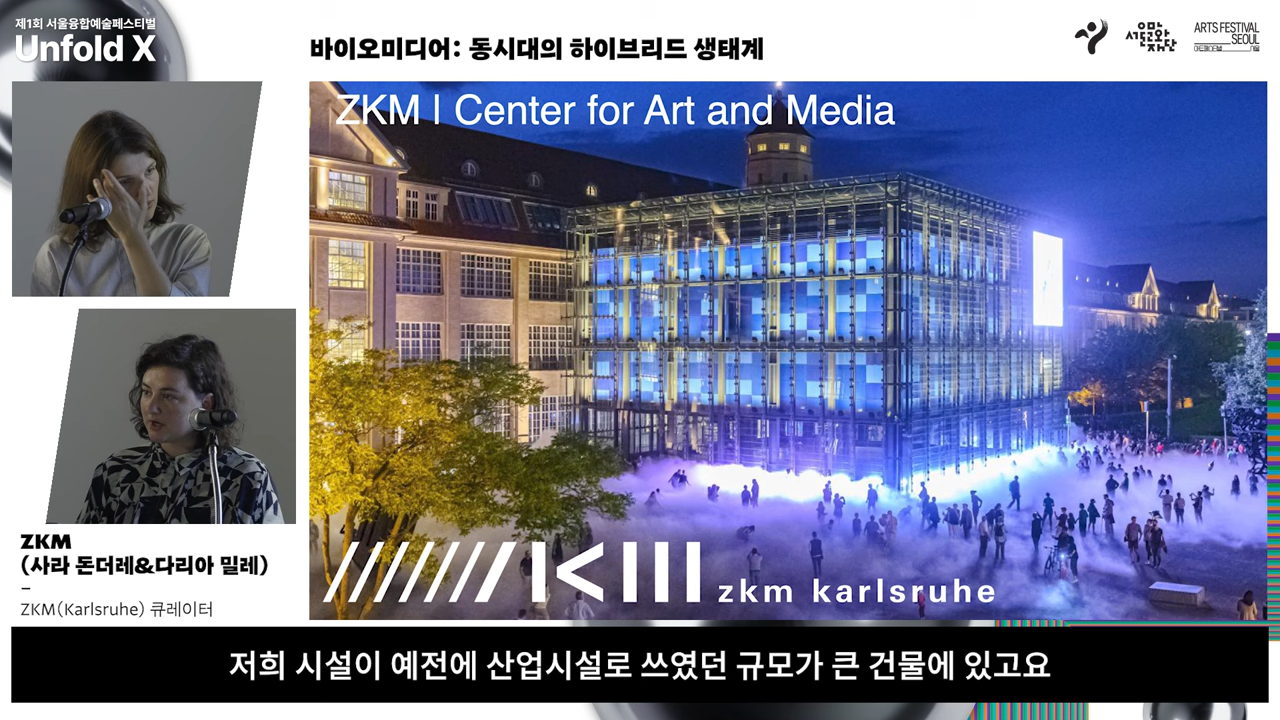 제1회 서울융합예술페스티벌
Unfold X
바이오미디어: 동시대의 하이브리드 생태계
서울문화재단
ARTS FESTIVAL
SEOUL
ZKM | Center for Art and Media
zkm karlsruhe
ZKM
(사라 돈더레&다리아 밀레)
–
ZKM(Karlsruhe) 큐레이터
저희 시설이 예전에 산업시설로 쓰였던 규모가 큰 건물에 있고요